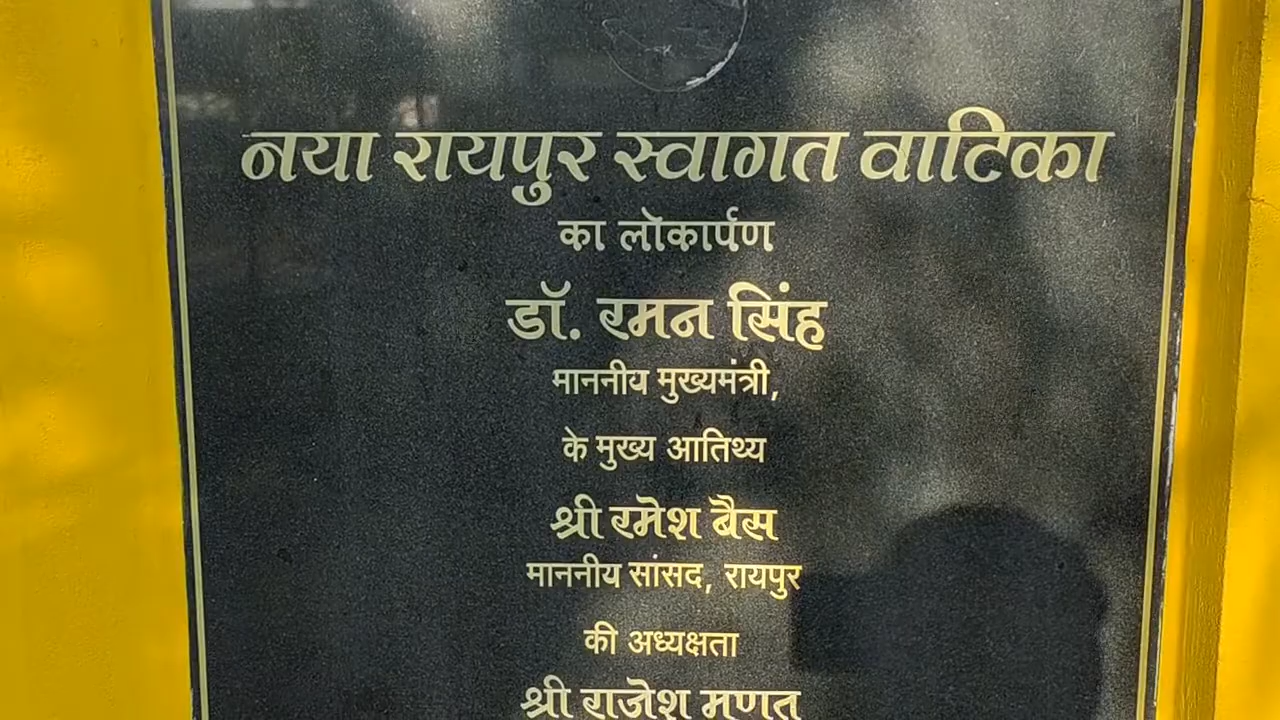 नया रायपुर स्वागत वाटिका
का लोकार्पण
डॉ. रमन सिंह
माननीय मुख्यमंत्री,
के मुख्य आतिथ्य
श्री रमेश बैस
माननीय सांसद, रायपुर
की अध्यक्षता
श्री राजेश मूणत